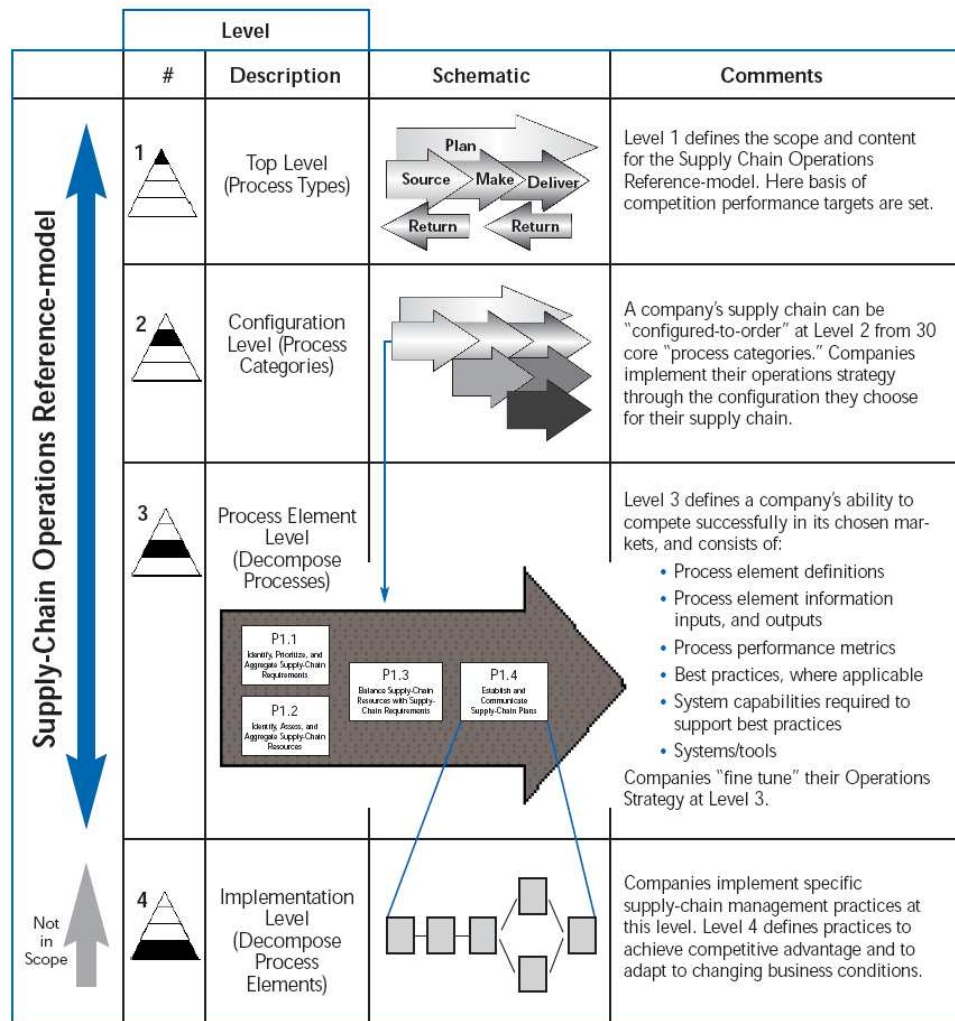 Level
#
Description
Schematic
Comments
Supply-Chain Operations Reference-model
1
Top Level
(Process Types)
Plan
Source
Make
Deliver
Return
Return
Level 1 defines the scope and content
for the Supply Chain Operations
Reference-model. Here basis of
competition performance targets are set.
2
Configuration
Level (Process
Categories)
A company's supply chain can be
"configured-to-order" at Level 2 from 30
core "process categories." Companies
implement their operations strategy
through the configuration they choose
for their supply chain.
3
Process Element
Level
(Decompose
Processes)
P1.1
Identify, Prioritize, and
Aggregate Supply-Chain
Requirements
P1.2
Identify, Assess, and
Aggregate Supply-Chain
Resources
P1.3
Balance Supply-Chain
Resources with Supply-
Chain Requirements
P1.4
Establish and
Communicate
Supply-Chain Plans
Level 3 defines a company's ability to
compete successfully in its chosen mar-
kets, and consists of:
• Process element definitions
• Process element information
inputs, and outputs
• Process performance metrics
• Best practices, where applicable
• System capabilities required to
support best practices
• Systems/tools
Companies "fine tune" their Operations
Strategy at Level 3.
Not
in
Scope
4
Implementation
Level
(Decompose
Process
Elements)
Companies implement specific
supply-chain management practices at
this level. Level 4 defines practices to
achieve competitive advantage and to
adapt to changing business conditions.